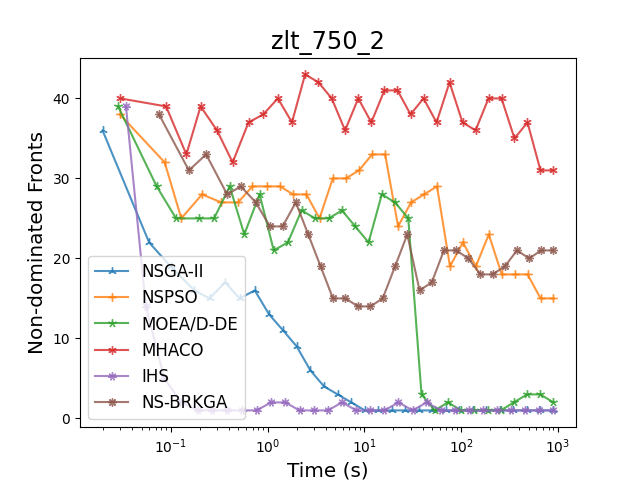 zlt_750_2
Non-dominated Fronts
40
30
20
10
0
NSGA-II
NSPSO
MOEA/D-DE
MHACO
IHS
NS-BRKGA
10⁻¹ 10⁰ 10¹ 10² 10³
Time (s)